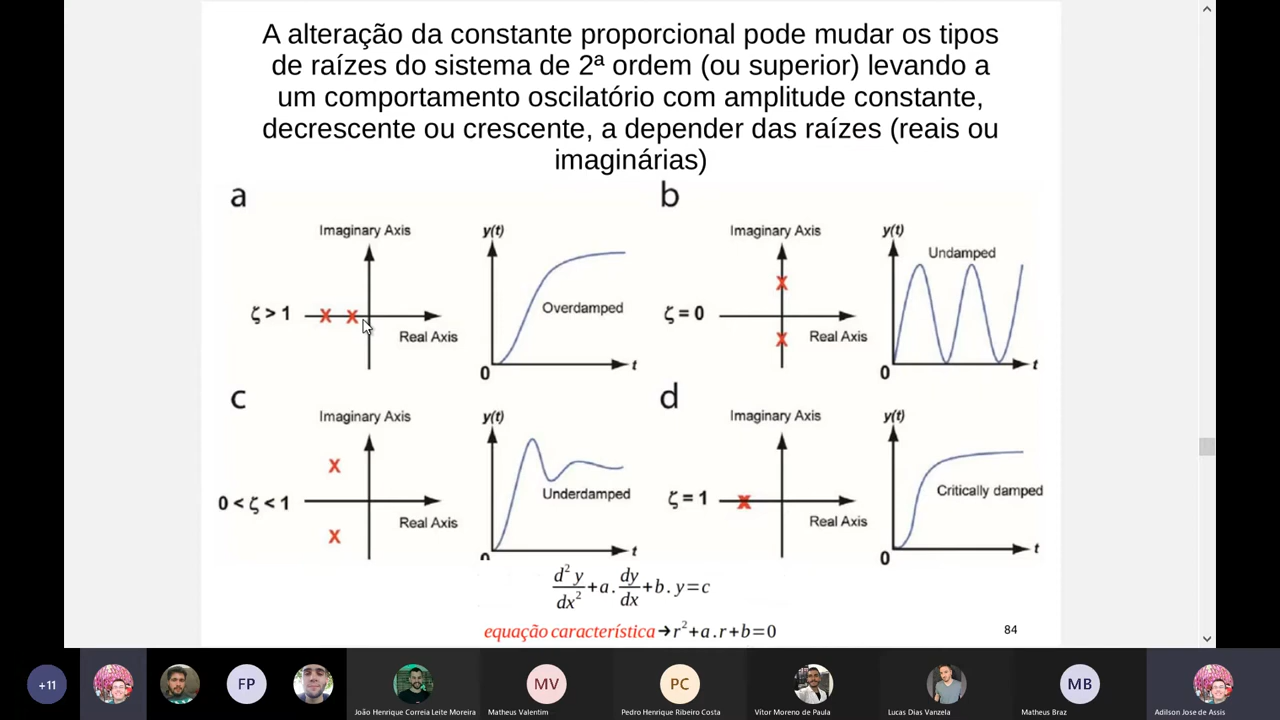 A alteração da constante proporcional pode mudar os tipos
de raízes do sistema de 2ª ordem (ou superior) levando a
um comportamento oscilatório com amplitude constante,
decrescente ou crescente, a depender das raízes (reais ou
imaginárias)
a
Imaginary Axis
y(t)
ζ > 1
Overdamped
Real Axis
0
t
b
Imaginary Axis
y(t)
Undamped
ζ = 0
Real Axis
0
t
c
Imaginary Axis
y(t)
0 < ζ < 1
Underdamped
Real Axis
0
t
d
Imaginary Axis
y(t)
ζ = 1
Critically damped
Real Axis
0
t
d²y/dx² + a . dy/dx + b . y = c
equação característica → r² + a . r + b = 0
84
+11
FP
João Henrique Correia Leite Moreira
MV
Matheus Valentim
PC
Pedro Henrique Ribeiro Costa
Vítor Moreno de Paula
Lucas Dias Vanzela
MB
Matheus Braz
Adilson Jose de Assis